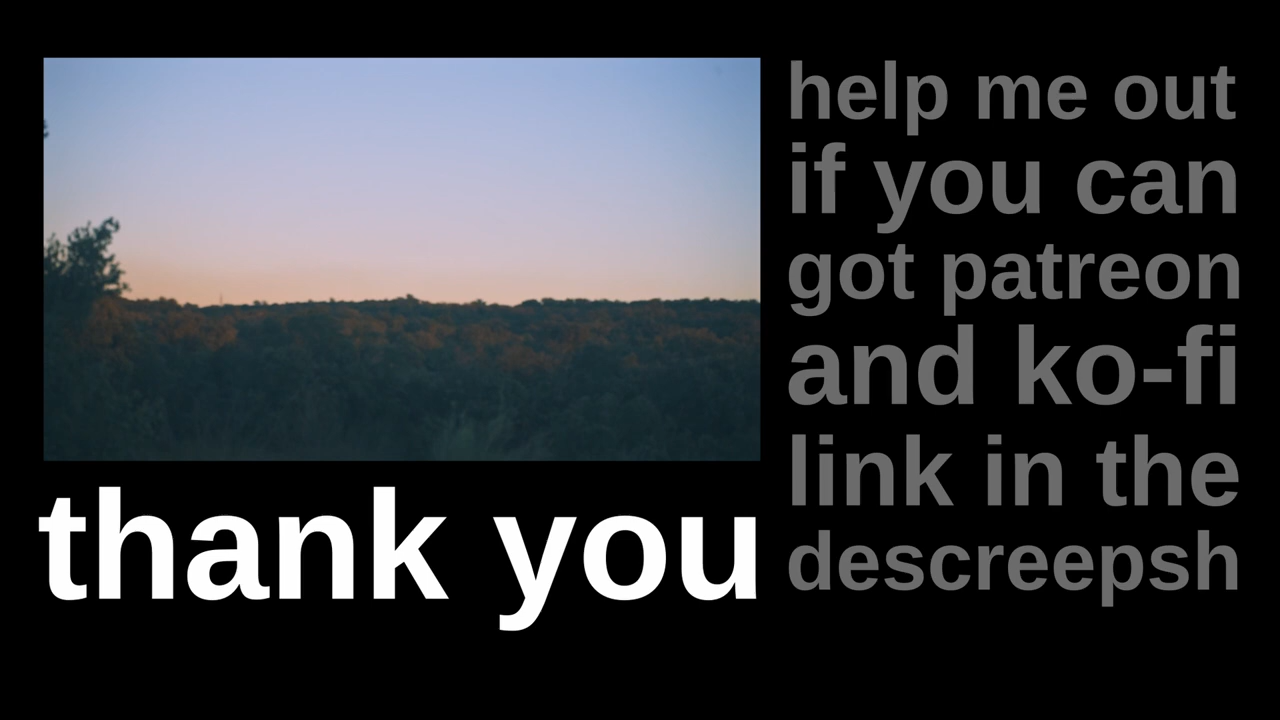 help me out
if you can
got patreon
and ko-fi
link in the
descreepsh
thank you